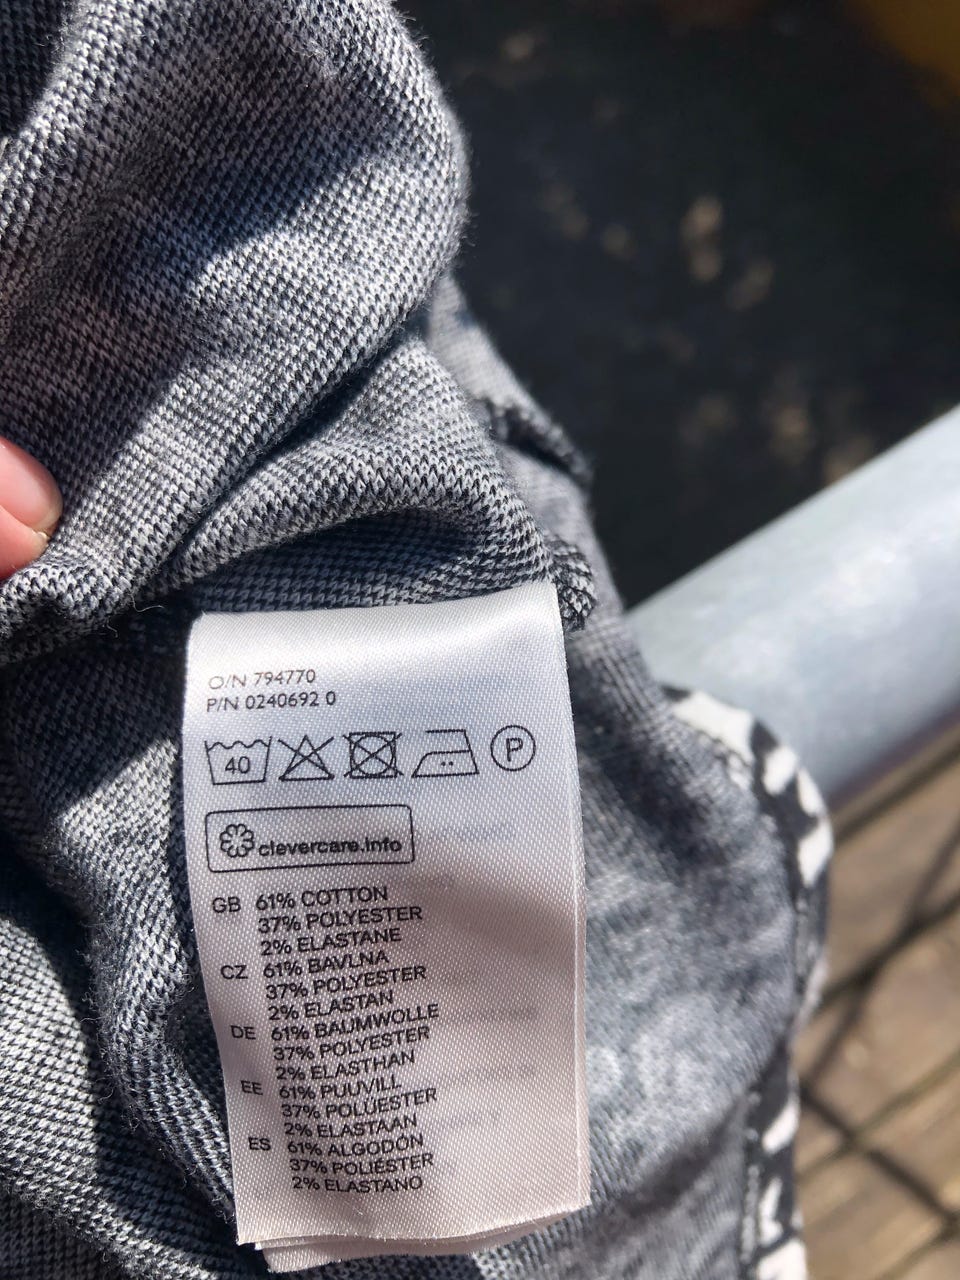 O/N 794770
P/N 0240692 0
40 P
clevercare.info
GB 61% COTTON
37% POLYESTER
2% ELASTANE
CZ 61% BAVLNA
37% POLYESTER
2% ELASTAN
DE 61% BAUMWOLLE
37% POLYESTER
2% ELASTHAN
EE 61% PUUVILL
37% POLÜESTER
2% ELASTAAN
ES 61% ALGODÓN
37% POLIÉSTER
2% ELASTANO